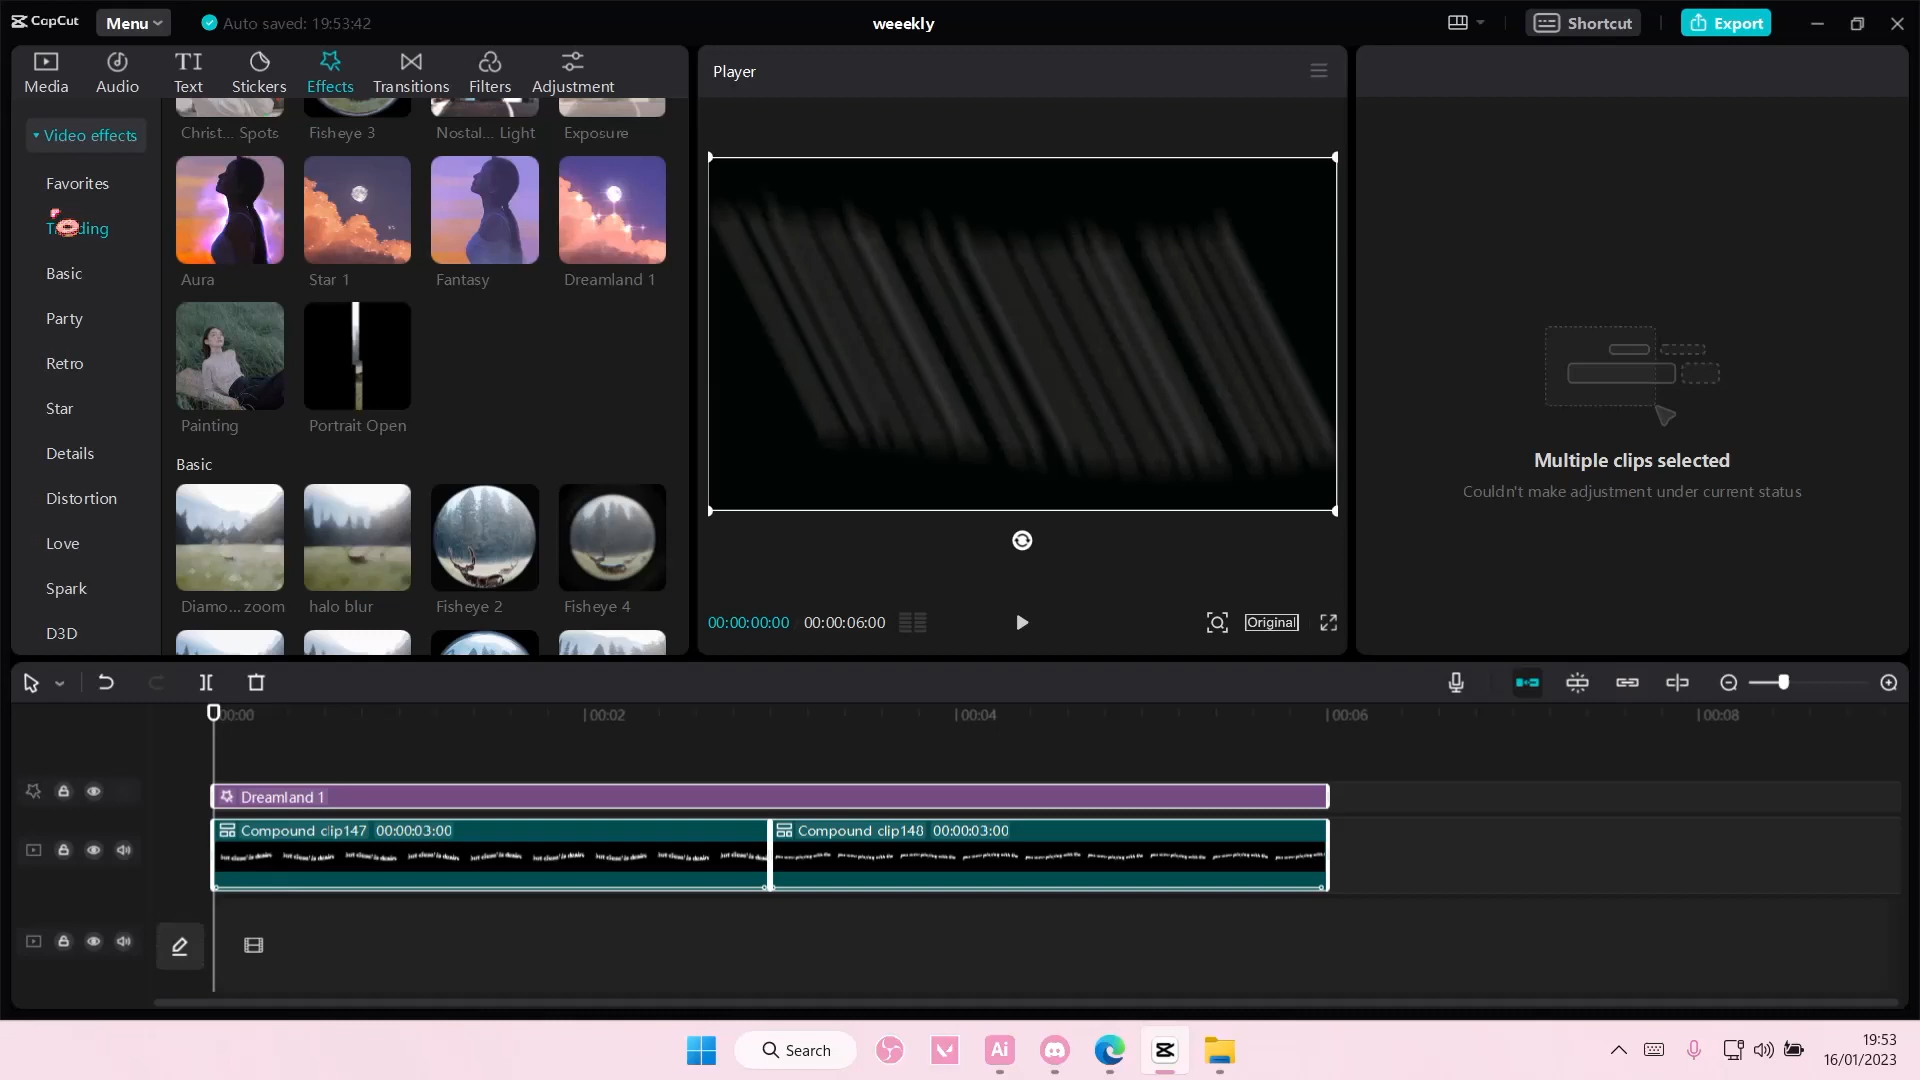 CapCut Menu Auto saved: 19:53:42 weeekly Shortcut Export
Media Audio Text Stickers Effects Transitions Filters Adjustment
Video effects
Favorites
Basic
Party
Retro
Star
Details
Distortion
Love
Spark
D3D
Christ... Spots Fisheye 3 Nostal... Light Exposure
Aura Star 1 Fantasy Dreamland 1
Painting Portrait Open
Basic
Diamo... zoom halo blur Fisheye 2 Fisheye 4
Player
00:00:00:00 00:00:06:00 Original
Multiple clips selected
Couldn't make adjustment under current status
00:00 00:02 00:04 00:06 00:08
Dreamland 1
Compound clip147 00:00:03:00 Compound clip148 00:00:03:00
Search
Ai
19:53
16/01/2023